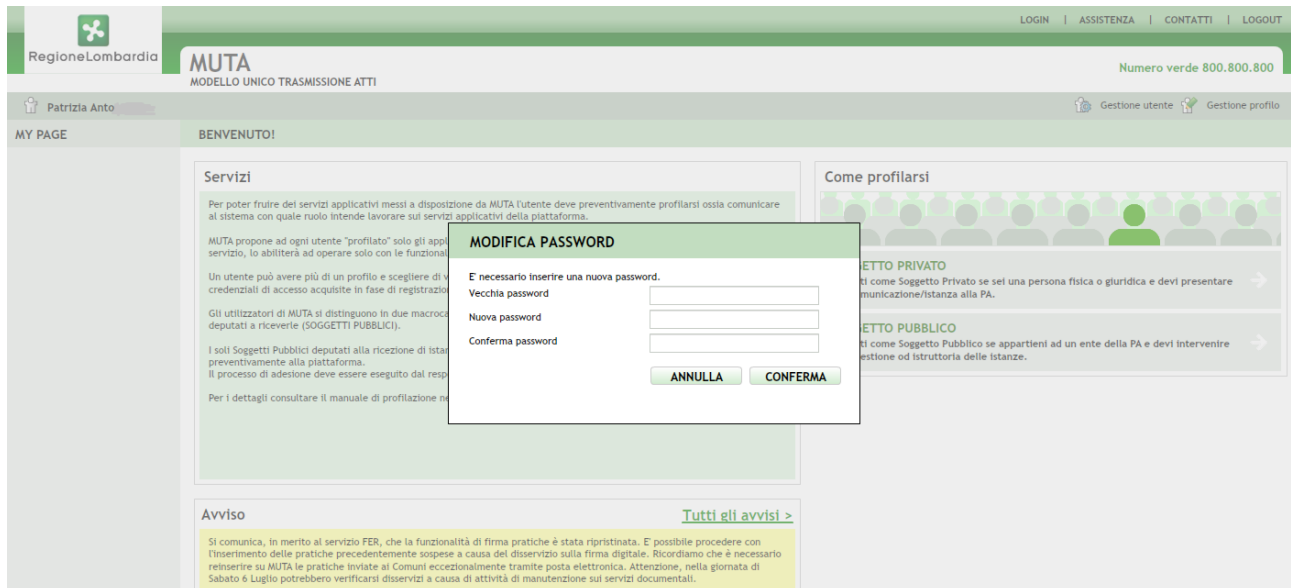 LOGIN | ASSISTENZA | CONTATTI | LOGOUT
RegioneLombardia
MUTA
MODELLO UNICO TRASMISSIONE ATTI
Numero verde 800.800.800
Patrizia Anto
Gestione utente Gestione profilo
MY PAGE
BENVENUTO!
Servizi
Per poter fruire dei servizi applicativi messi a disposizione da MUTA l'utente deve preventivamente profilarsi ossia comunicare
al sistema con quale ruolo intende lavorare sui servizi applicativi della piattaforma.
MUTA propone ad ogni utente "profilato" solo gli appl
servizio, lo abiliterà ad operare solo con le funzional
Un utente può avere più di un profilo e scegliere di v
credenziali di accesso acquisite in fase di registrazio
Gli utilizzatori di MUTA si distinguono in due macroca
deputati a riceverle (SOGGETTI PUBBLICI).
I soli Soggetti Pubblici deputati alla ricezione di istan
preventivamente alla piattaforma.
Il processo di adesione deve essere eseguito dal resp
Per i dettagli consultare il manuale di profilazione ne
MODIFICA PASSWORD
E' necessario inserire una nuova password.
Vecchia password
Nuova password
Conferma password
ANNULLA CONFERMA
Come profilarsi
ETTO PRIVATO
ti come Soggetto Privato se sei una persona fisica o giuridica e devi presentare
municazione/istanza alla PA.
ETTO PUBBLICO
ti come Soggetto Pubblico se appartieni ad un ente della PA e devi intervenire
estione od istruttoria delle istanze.
Avviso
Tutti gli avvisi >
Si comunica, in merito al servizio FER, che la funzionalità di firma pratiche è stata ripristinata. E' possibile procedere con
l'inserimento delle pratiche precedentemente sospese a causa del disservizio sulla firma digitale. Ricordiamo che è necessario
reinserire su MUTA le pratiche inviate ai Comuni eccezionalmente tramite posta elettronica. Attenzione, nella giornata di
Sabato 6 Luglio potrebbero verificarsi disservizi a causa di attività di manutenzione sui servizi documentali.